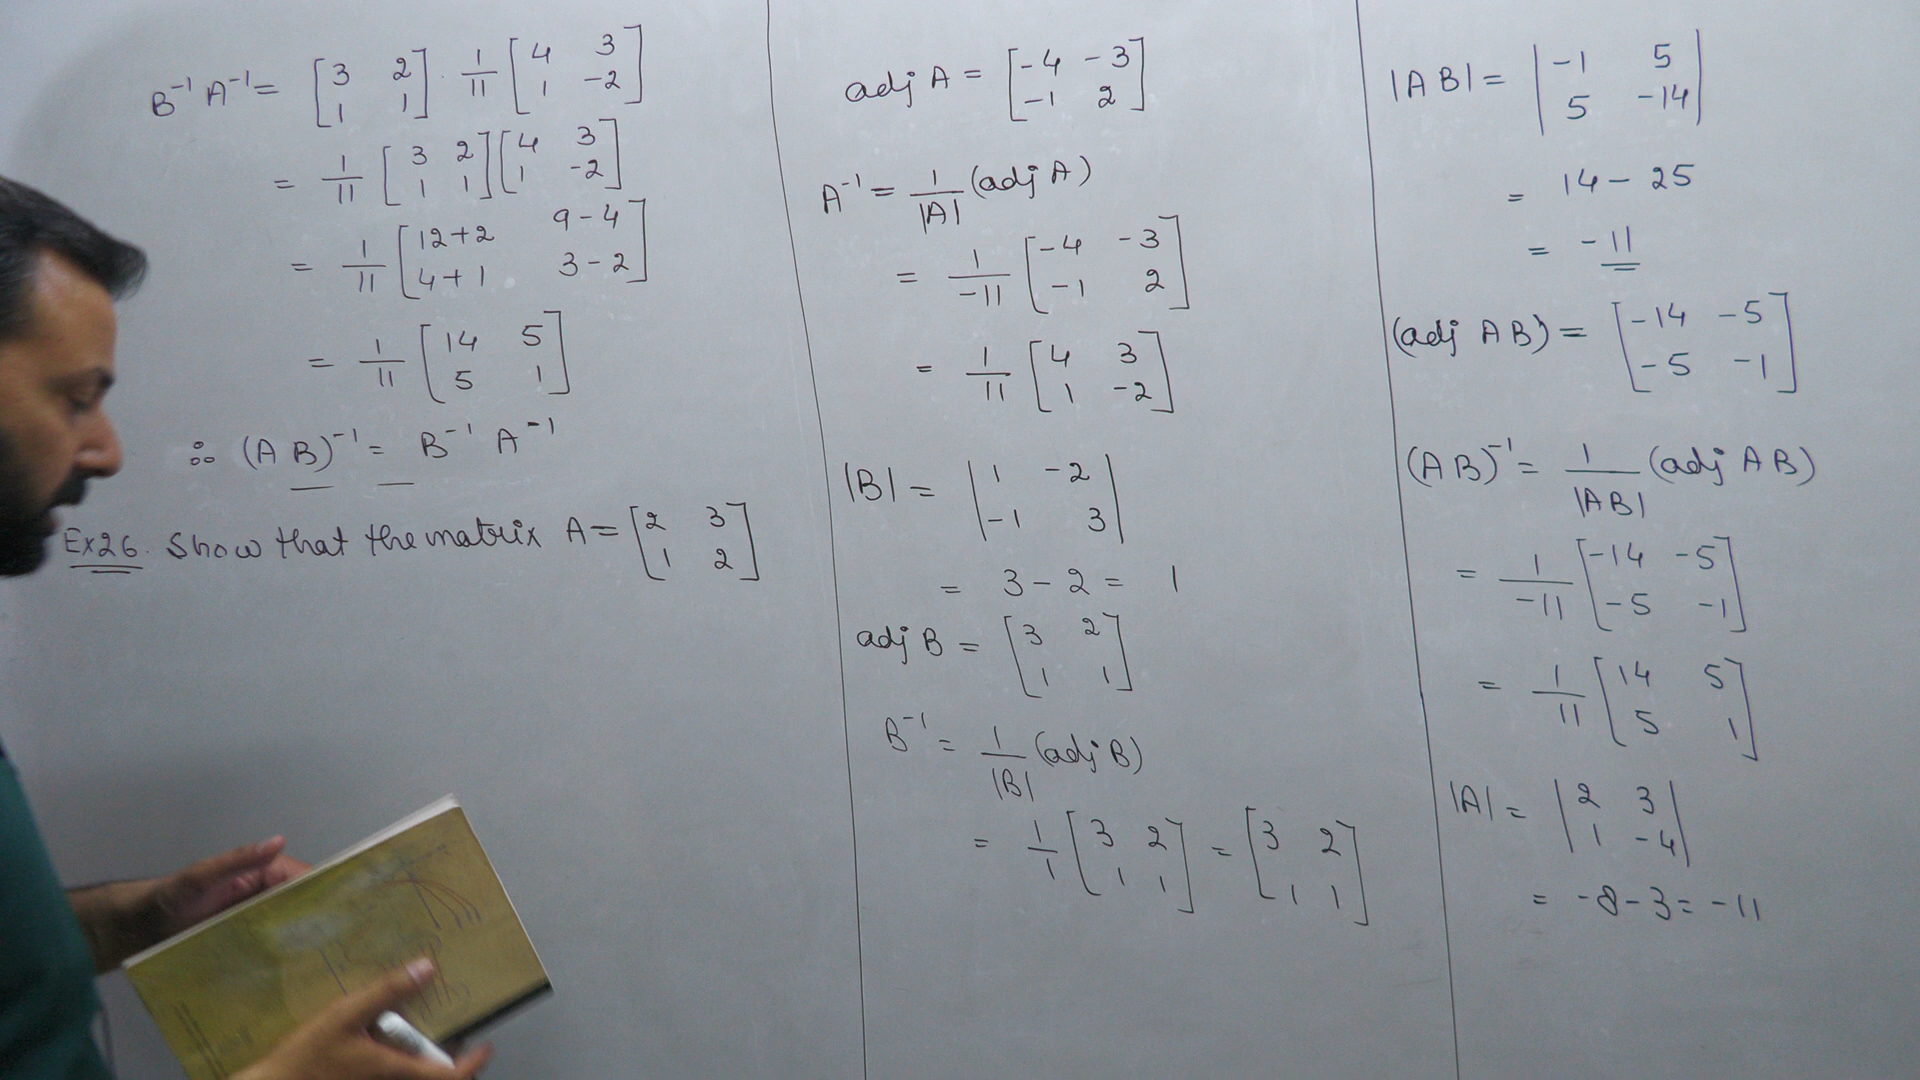 B⁻¹ A⁻¹ = [3 2; 1 1] · 1/11 [4 3; 1 -2]
= 1/11 [3 2; 1 1] [4 3; 1 -2]
= 1/11 [12+2 9-4; 4+1 3-2]
= 1/11 [14 5; 5 1]
∴ (AB)⁻¹ = B⁻¹ A⁻¹
Ex26. Show that the matrix A = [2 3; 1 2]
adj A = [-4 -3; -1 2]
A⁻¹ = 1/|A| (adj A)
= 1/-11 [-4 -3; -1 2]
= 1/11 [4 3; 1 -2]
|B| = |1 -2; -1 3|
= 3 - 2 = 1
adj B = [3 2; 1 1]
B⁻¹ = 1/|B| (adj B)
= 1/1 [3 2; 1 1] = [3 2; 1 1]
|AB| = |-1 5; 5 -14|
= 14 - 25
= -11
(adj AB) = [-14 -5; -5 -1]
(AB)⁻¹ = 1/|AB| (adj AB)
= 1/-11 [-14 -5; -5 -1]
= 1/11 [14 5; 5 1]
|A| = |2 3; 1 -4|
= -8 - 3 = -11